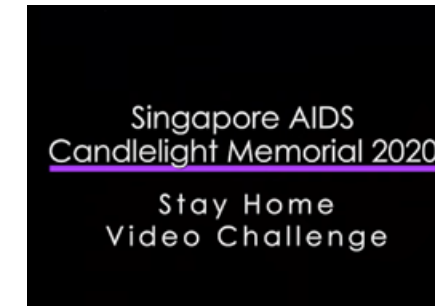 Singapore AIDS
Candlelight Memorial 2020
Stay Home
Video Challenge